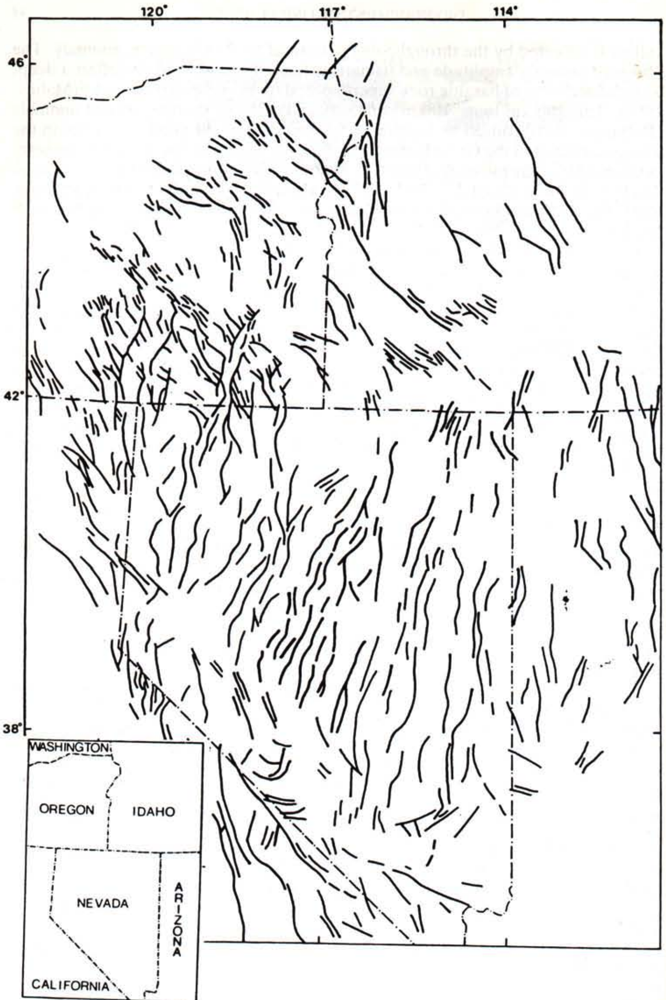 120°
117°
114°
46°
42°
38°
WASHINGTON
OREGON
IDAHO
NEVADA
ARIZONA
CALIFORNIA